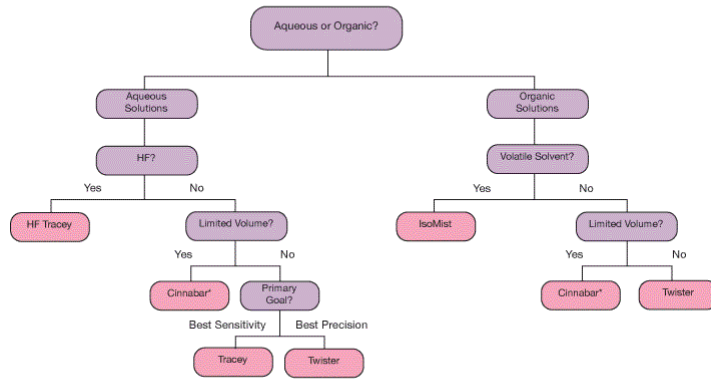 Aqueous or Organic?
Aqueous
Solutions
Organic
Solutions
HF?
Volatile Solvent?
Yes
No
Yes
No
HF Tracey
Limited Volume?
IsoMist
Limited Volume?
Yes
No
Yes
No
Cinnabar*
Primary
Goal?
Cinnabar*
Twister
Best Sensitivity
Best Precision
Tracey
Twister